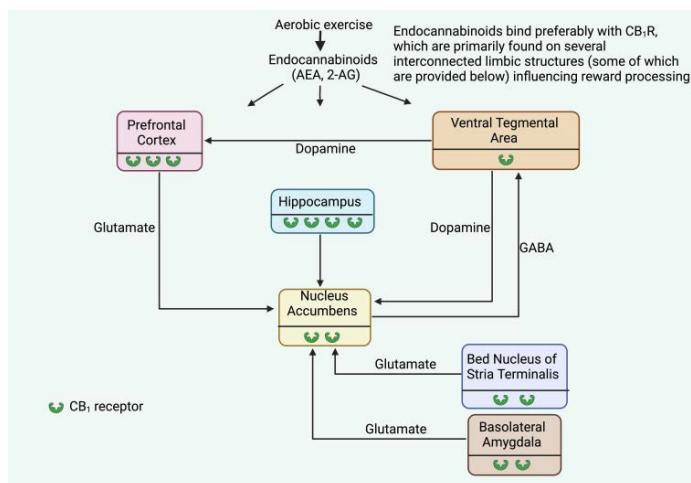 Aerobic exercise
Endocannabinoids
(AEA, 2-AG)
Endocannabinoids bind preferably with CB₁R,
which are primarily found on several
interconnected limbic structures (some of which
are provided below) influencing reward processing
Prefrontal
Cortex
Ventral Tegmental
Area
Dopamine
Hippocampus
Glutamate
Dopamine
GABA
Nucleus
Accumbens
Glutamate
Bed Nucleus of
Stria Terminalis
CB₁ receptor
Glutamate
Basolateral
Amygdala